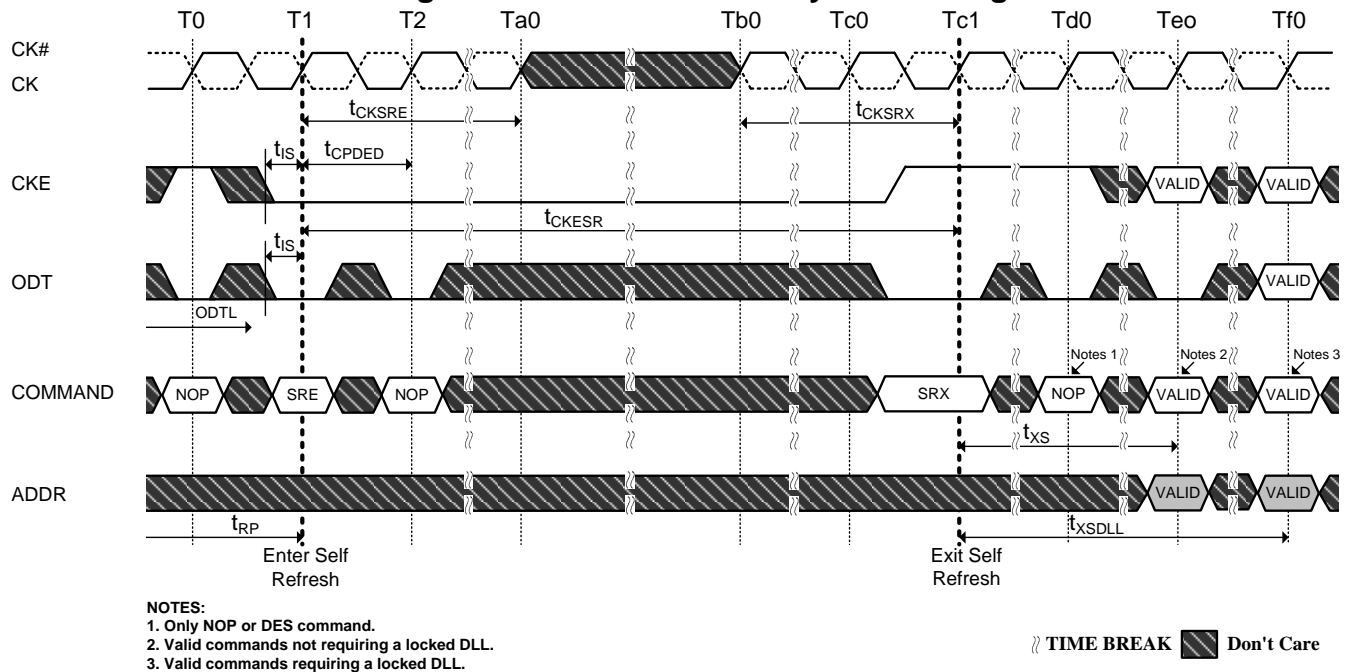 T0 T1 T2 Ta0 Tb0 Tc0 Tc1 Td0 Teo Tf0
CK#
CK
tCKSRE tCKSRX
tIS tCPDED
CKE VALID VALID
tCKESR
tIS
ODT VALID
ODTL
Notes 1 Notes 2 Notes 3
COMMAND NOP SRE NOP SRX NOP VALID VALID
tXS
ADDR VALID VALID
tRP tXSDLL
Enter Self Refresh
Exit Self Refresh
NOTES:
1. Only NOP or DES command.
2. Valid commands not requiring a locked DLL.
3. Valid commands requiring a locked DLL.
TIME BREAK Don't Care